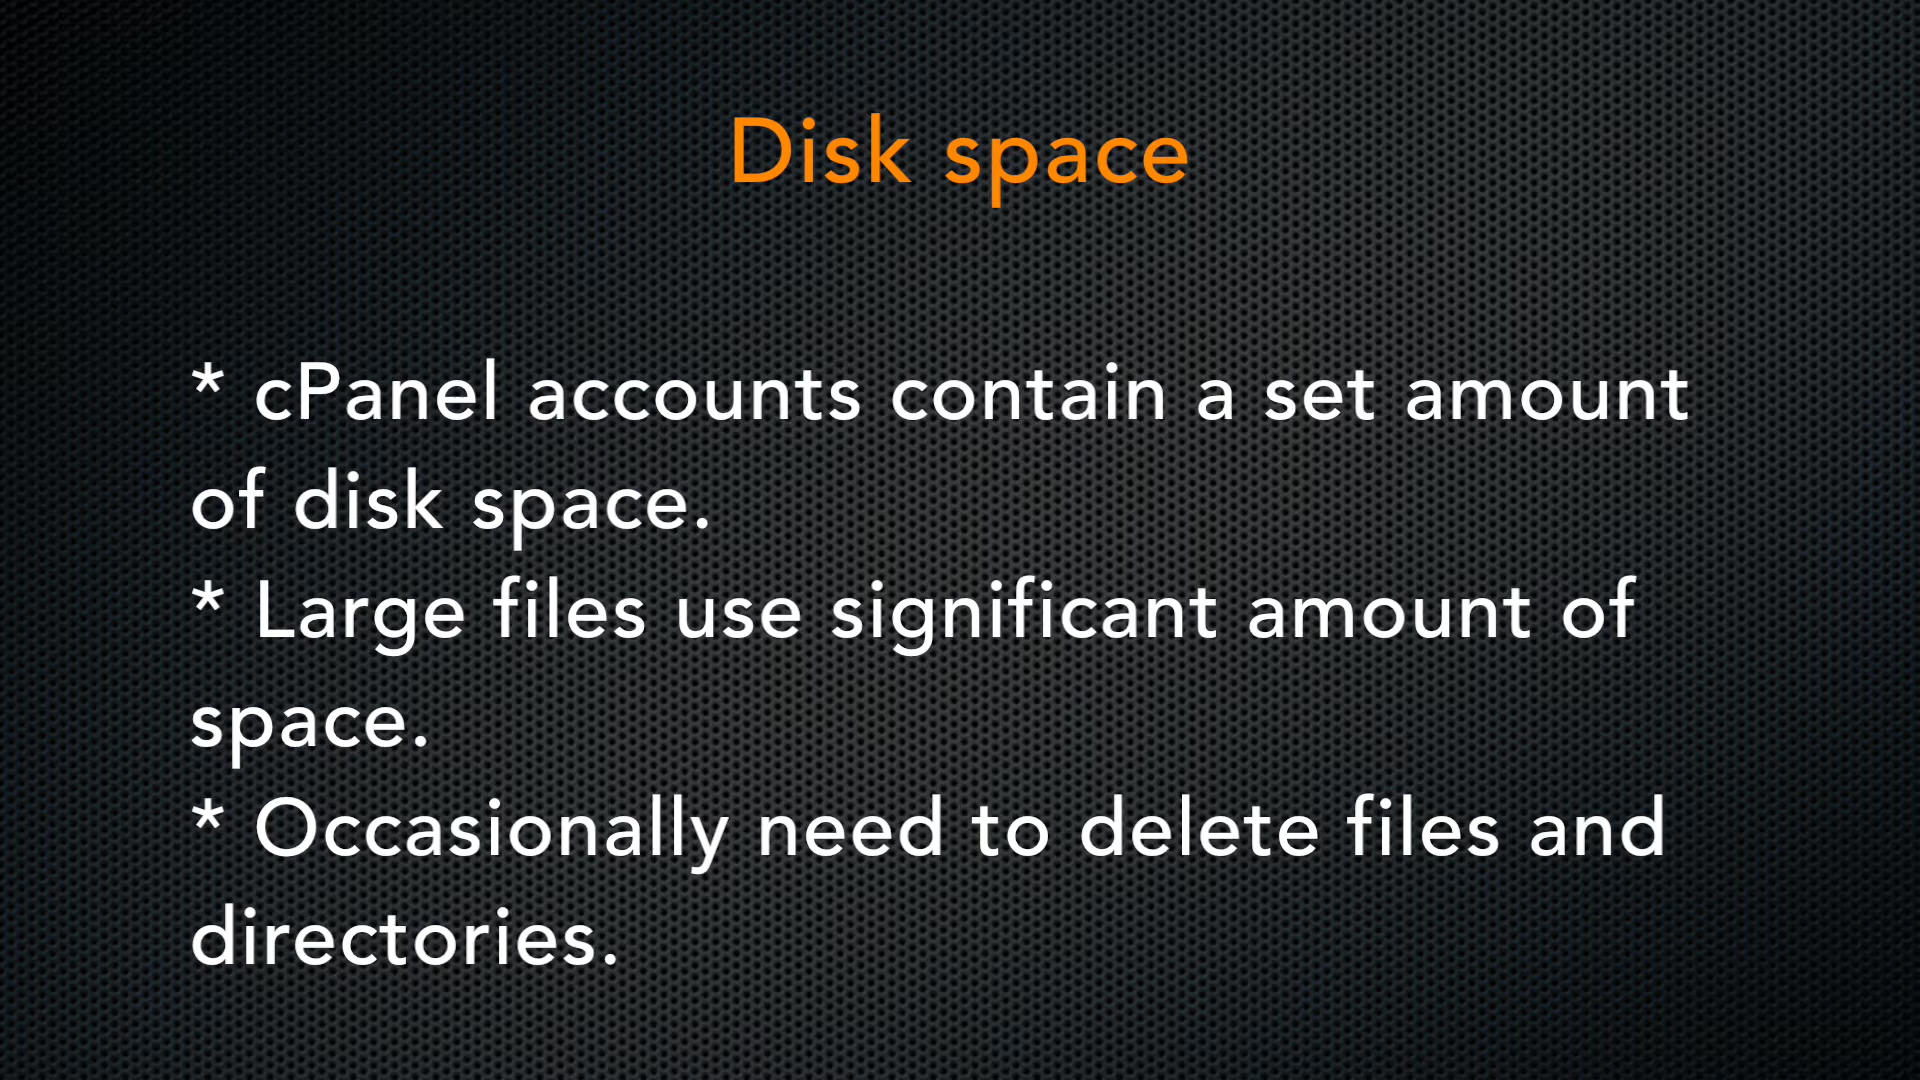 Disk space
* cPanel accounts contain a set amount
of disk space.
* Large files use significant amount of
space.
* Occasionally need to delete files and
directories.